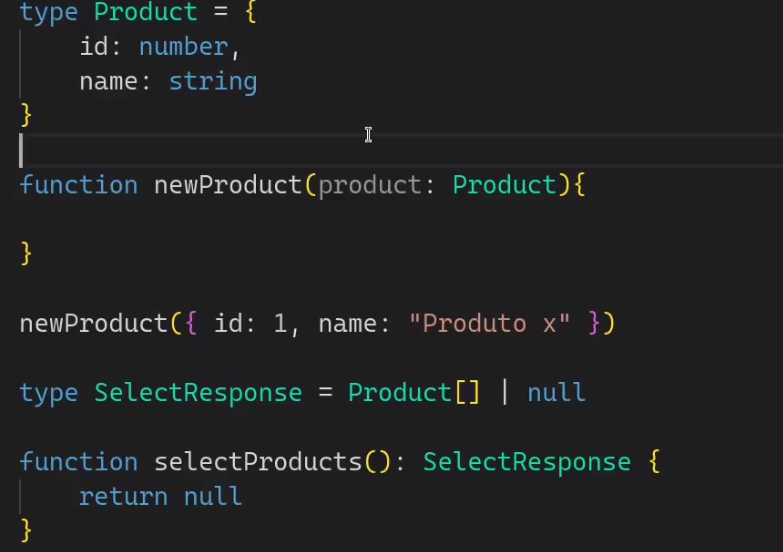 type Product = {
    id: number,
    name: string
}
function newProduct(product: Product){
}
newProduct({ id: 1, name: "Produto x" })
type SelectResponse = Product[] | null
function selectProducts(): SelectResponse {
    return null
}